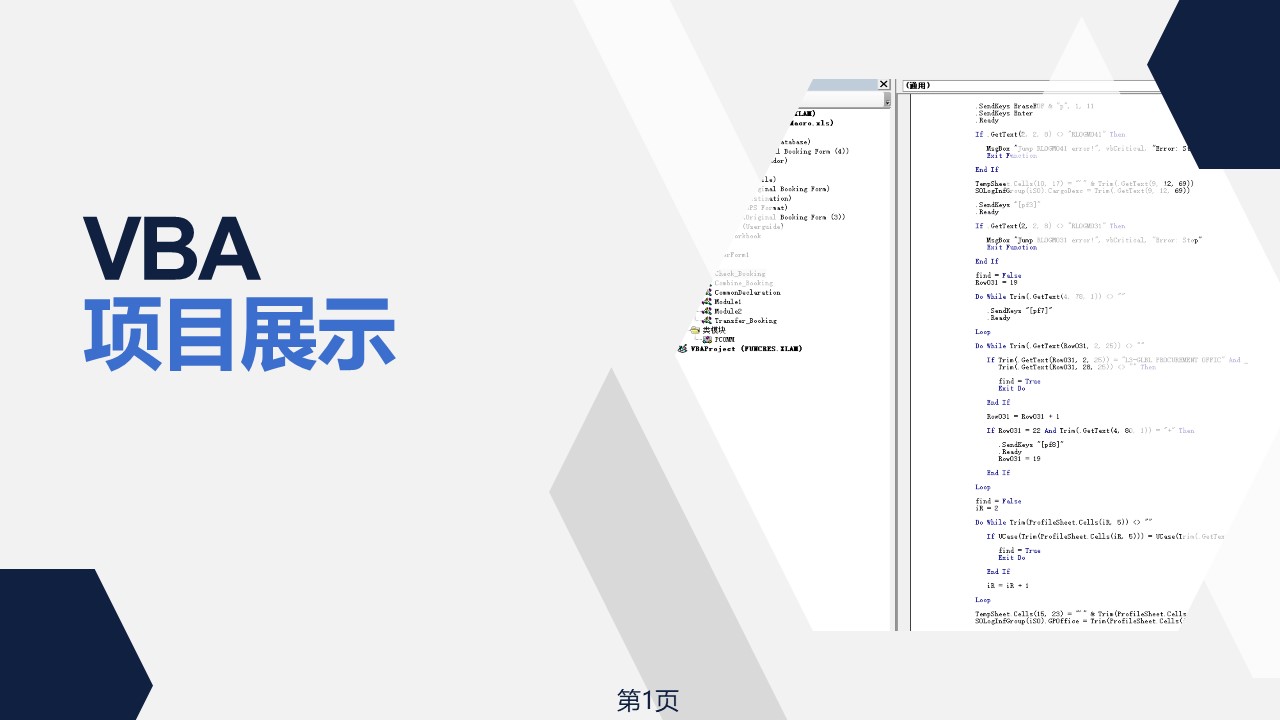 VBA
项目展示
(通用)
.XLAM)
Macro.xls)
atabase)
l Booking Form (4))
dor)
le)
ginal Booking Form)
stination)
PS Format)
Original Booking Form (3))
(Userguide)
orkbook
erForm1
Check_Booking
Combine_Booking
CommonDeclaration
Module1
Module2
Transfer_Booking
类模块
PCOMM
VBAProject (FUNCRES.XLAM)
.SendKeys EraseEOF & "p", 1, 11
.SendKeys Enter
.Ready
If .GetText(2, 2, 8) <> "BLOGM041" Then
MsgBox "Jump BLOGM041 error!", vbCritical, "Error: Sto
Exit Function
End If
TempSheet.Cells(10, 17) = "'" & Trim(.GetText(9, 12, 69))
SOLogInfGroup(iSO).CargoDesc = Trim(.GetText(9, 12, 69))
.SendKeys "[pf3]"
.Ready
If .GetText(2, 2, 8) <> "BLOGM031" Then
MsgBox "Jump BLOGM031 error!", vbCritical, "Error: Stop"
Exit Function
End If
find = False
Row031 = 19
Do While Trim(.GetText(4, 78, 1)) <> ""
.SendKeys "[pf7]"
.Ready
Loop
Do While Trim(.GetText(Row031, 2, 25)) <> ""
If Trim(.GetText(Row031, 2, 25)) = "LS-GLBL PROCUREMENT OFFIC" And _
Trim(.GetText(Row031, 28, 25)) <> "" Then
find = True
Exit Do
End If
Row031 = Row031 + 1
If Row031 = 22 And Trim(.GetText(4, 80, 1)) = "+" Then
.SendKeys "[pf8]"
.Ready
Row031 = 19
End If
Loop
find = False
iR = 2
Do While Trim(ProfileSheet.Cells(iR, 5)) <> ""
If UCase(Trim(ProfileSheet.Cells(iR, 5))) = UCase(Trim(.GetTex
find = True
Exit Do
End If
iR = iR + 1
Loop
TempSheet.Cells(15, 23) = "'" & Trim(ProfileSheet.Cells
SOLogInfGroup(iSO).GPOffice = Trim(ProfileSheet.Cells(
第1页